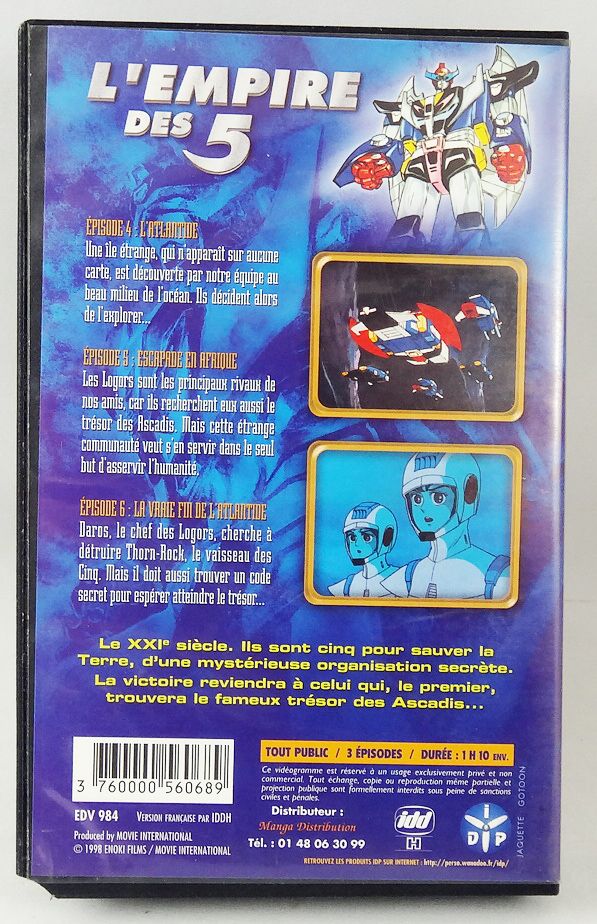 L'EMPIRE
DES 5
ÉPISODE 4 : L'ATLANTIDE
Une île étrange, qui n'apparaît sur aucune
carte, est découverte par notre équipe au
beau milieu de l'océan. Ils décident alors
de l'explorer...
ÉPISODE 5 : ESCAPADE EN AFRIQUE
Les Logors sont les principaux rivaux de
nos amis, car ils recherchent eux aussi le
trésor des Ascadis. Mais cette étrange
communauté veut s'en servir dans le seul
but d'asservir l'humanité.
ÉPISODE 6 : LA VRAIE FIN DE L'ATLANTIDE
Daros, le chef des Logors, cherche à
détruire Thorn-Rock, le vaisseau des
Cinq. Mais il doit aussi trouver un code
secret pour espérer atteindre le trésor...
Le XXIe siècle. Ils sont cinq pour sauver la
Terre, d'une mystérieuse organisation secrète.
La victoire reviendra à celui qui, le premier,
trouvera le fameux trésor des Ascadis...
3 760000 560689
EDV 984 VERSION FRANÇAISE PAR IDDH
Produced by MOVIE INTERNATIONAL
© 1998 ENOKI FILMS / MOVIE INTERNATIONAL
TOUT PUBLIC / 3 ÉPISODES / DURÉE : 1 H 10 ENV.
Ce vidéogramme est réservé à un usage exclusivement privé et non
commercial. Tout échange, copie ou reproduction même partielle et
projection publique sont formellement interdits sous peine de sanctions
civiles et pénales.
Distributeur :
Manga Distribution
Tél. : 01 48 06 30 99
idd
H
i
D P
RETROUVEZ LES PRODUITS IDP SUR INTERNET : http://perso.wanadoo.fr/idp/
JAQUETTE GOTOON